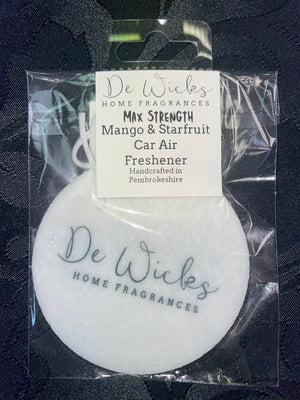 De Wicks
HOME FRAGRANCES
MAX STRENGTH
Mango & Starfruit
Car Air
Freshener
Handcrafted in
Pembrokeshire
De Wicks
HOME FRAGRANCES